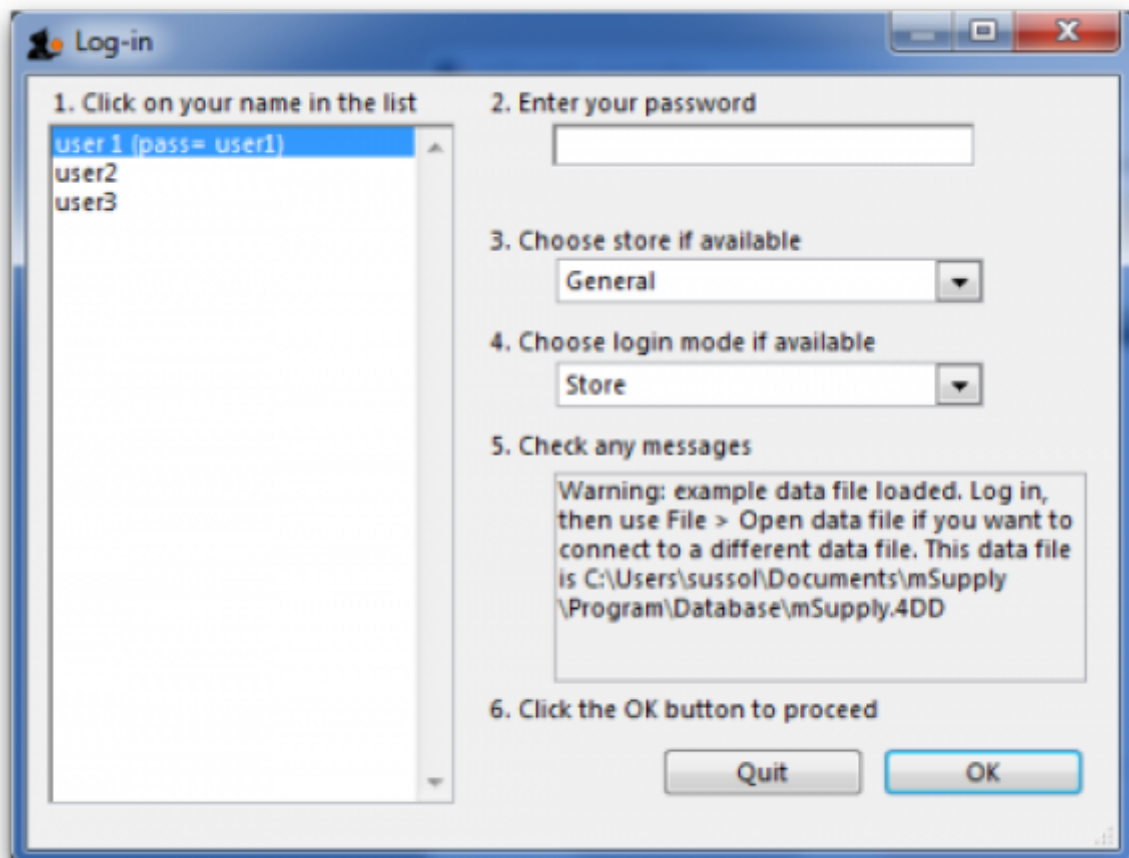 Log-in
1. Click on your name in the list
user 1 (pass= user1)
user2
user3
2. Enter your password
3. Choose store if available
General
4. Choose login mode if available
Store
5. Check any messages
Warning: example data file loaded. Log in,
then use File > Open data file if you want to
connect to a different data file. This data file
is C:\Users\sussol\Documents\mSupply
\Program\Database\mSupply.4DD
6. Click the OK button to proceed
Quit
OK